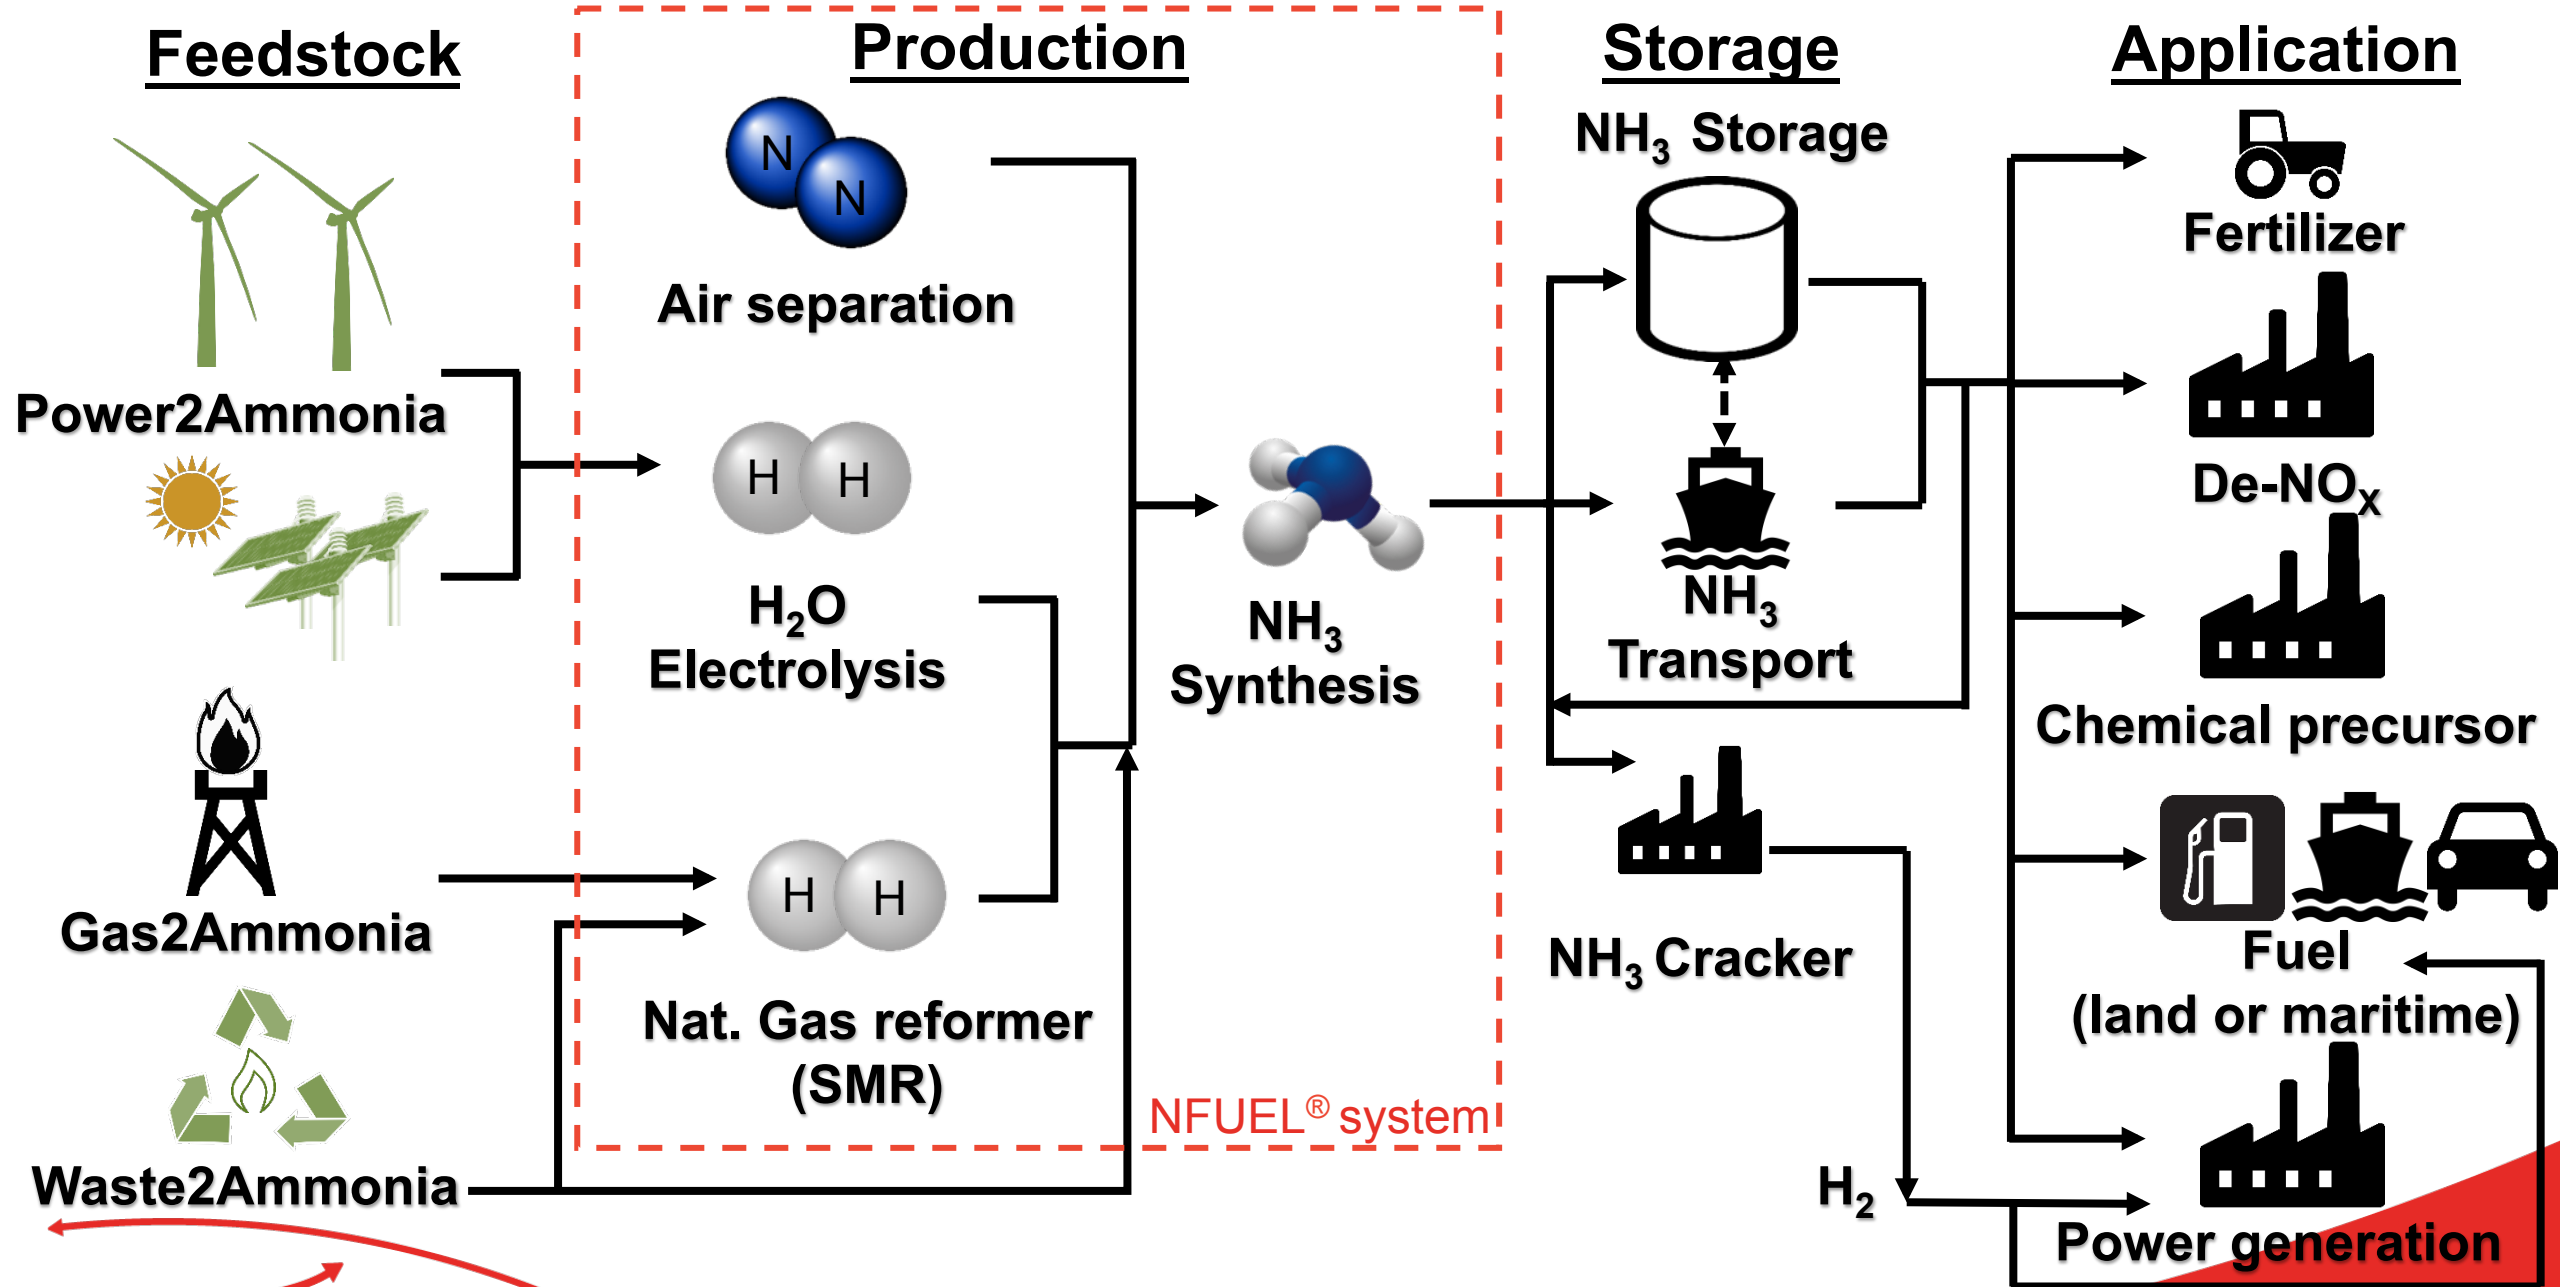 Feedstock
Power2Ammonia
Gas2Ammonia
Waste2Ammonia
Production
N
N
Air separation
H H
H₂O
Electrolysis
H H
Nat. Gas reformer
(SMR)
NH₃
Synthesis
NFUEL® system
Storage
NH₃ Storage
NH₃
Transport
NH₃ Cracker
H₂
Application
Fertilizer
De-NOₓ
Chemical precursor
Fuel
(land or maritime)
Power generation